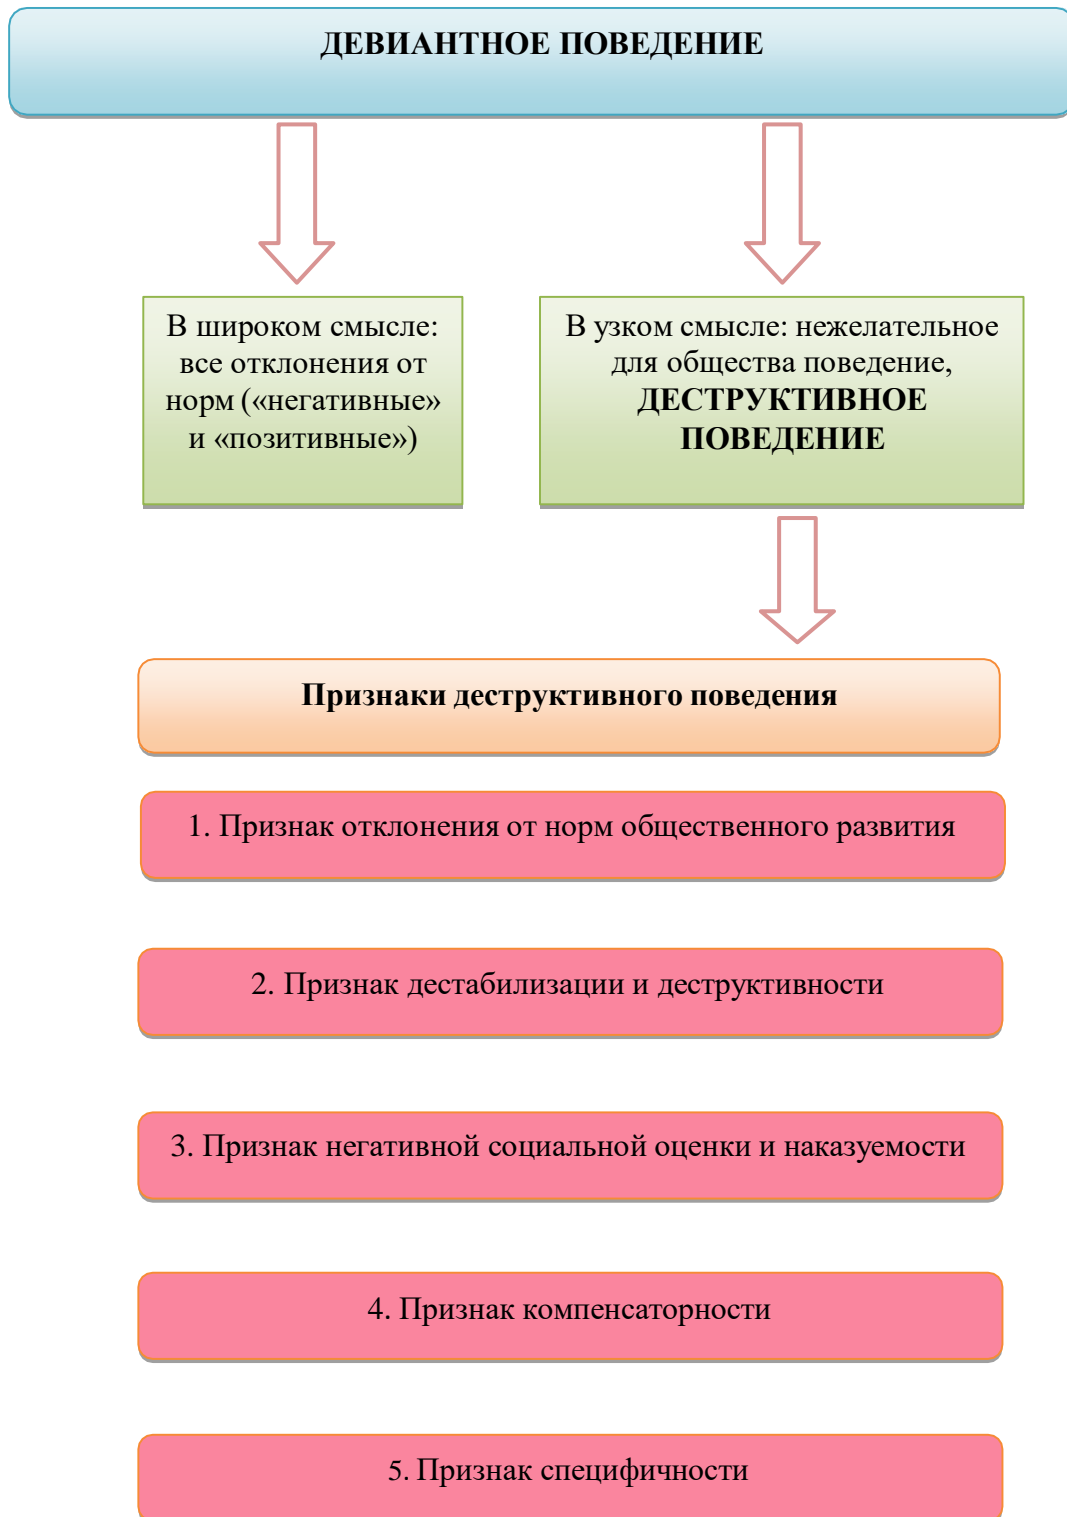 ДЕВИАНТНОЕ ПОВЕДЕНИЕ
В широком смысле:
все отклонения от
норм («негативные»
и «позитивные»)
В узком смысле: нежелательное
для общества поведение,
ДЕСТРУКТИВНОЕ
ПОВЕДЕНИЕ
Признаки деструктивного поведения
1. Признак отклонения от норм общественного развития
2. Признак дестабилизации и деструктивности
3. Признак негативной социальной оценки и наказуемости
4. Признак компенсаторности
5. Признак специфичности